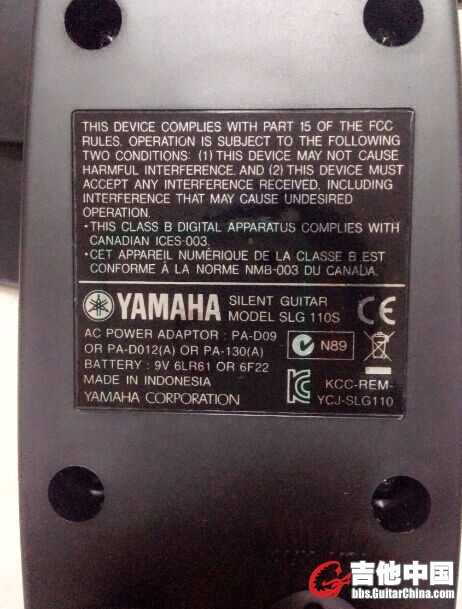 THIS DEVICE COMPLIES WITH PART 15 OF THE FCC
RULES. OPERATION IS SUBJECT TO THE FOLLOWING
TWO CONDITIONS: (1) THIS DEVICE MAY NOT CAUSE
HARMFUL INTERFERENCE, AND (2) THIS DEVICE MUST
ACCEPT ANY INTERFERENCE RECEIVED, INCLUDING
INTERFERENCE THAT MAY CAUSE UNDESIRED
OPERATION.
・THIS CLASS B DIGITAL APPARATUS COMPLIES WITH
CANADIAN ICES-003.
・CET APPAREIL NUMÉRIQUE DE LA CLASSE B EST
CONFORME À LA NORME NMB-003 DU CANADA.
YAMAHA SILENT GUITAR
MODEL SLG 110S CE
AC POWER ADAPTOR : PA-D09
OR PA-D012(A) OR PA-130(A) N89
BATTERY : 9V 6LR61 OR 6F22
MADE IN INDONESIA KCC-REM-
YAMAHA CORPORATION YCJ-SLG110
吉他中国
bbs.GuitarChina.com